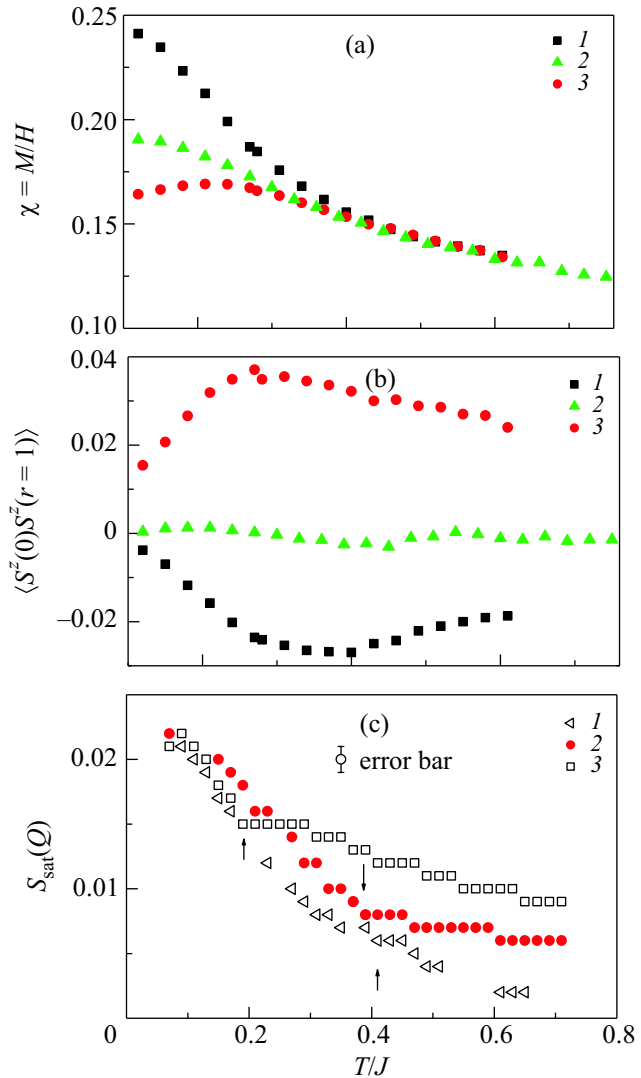 (a)
1
2
3
0.25
0.20
0.15
0.10
χ = M/H
(b)
1
2
3
0.04
0.02
0
–0.02
⟨S^z(0)S^z(r = 1)⟩
(c)
1
2
3
error bar
0.02
0.01
S_sat(Q)
0 0.2 0.4 0.6 0.8
T/J